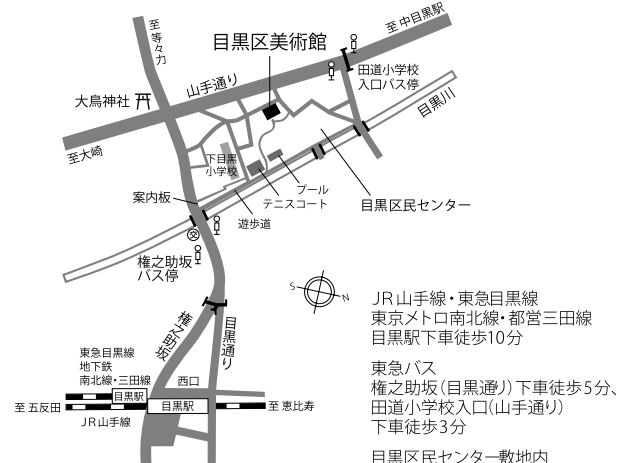 至中目黒駅
至等々力
目黒区美術館
田道小学校
入口バス停
山手通り
大鳥神社
目黒川
至大崎
下目黒
小学校
プール
テニスコート
目黒区民センター
案内板
遊歩道
交
権之助坂
バス停
S
N
JR山手線・東急目黒線
東京メトロ南北線・都営三田線
目黒駅下車徒歩10分
権之助坂
目黒通り
東急目黒線
地下鉄
南北線・三田線
西口
目黒駅
至 五反田
目黒駅
至 恵比寿
JR山手線
東急バス
権之助坂(目黒通り)下車徒歩5分、
田道小学校入口(山手通り)
下車徒歩3分
目黒区民センター敷地内